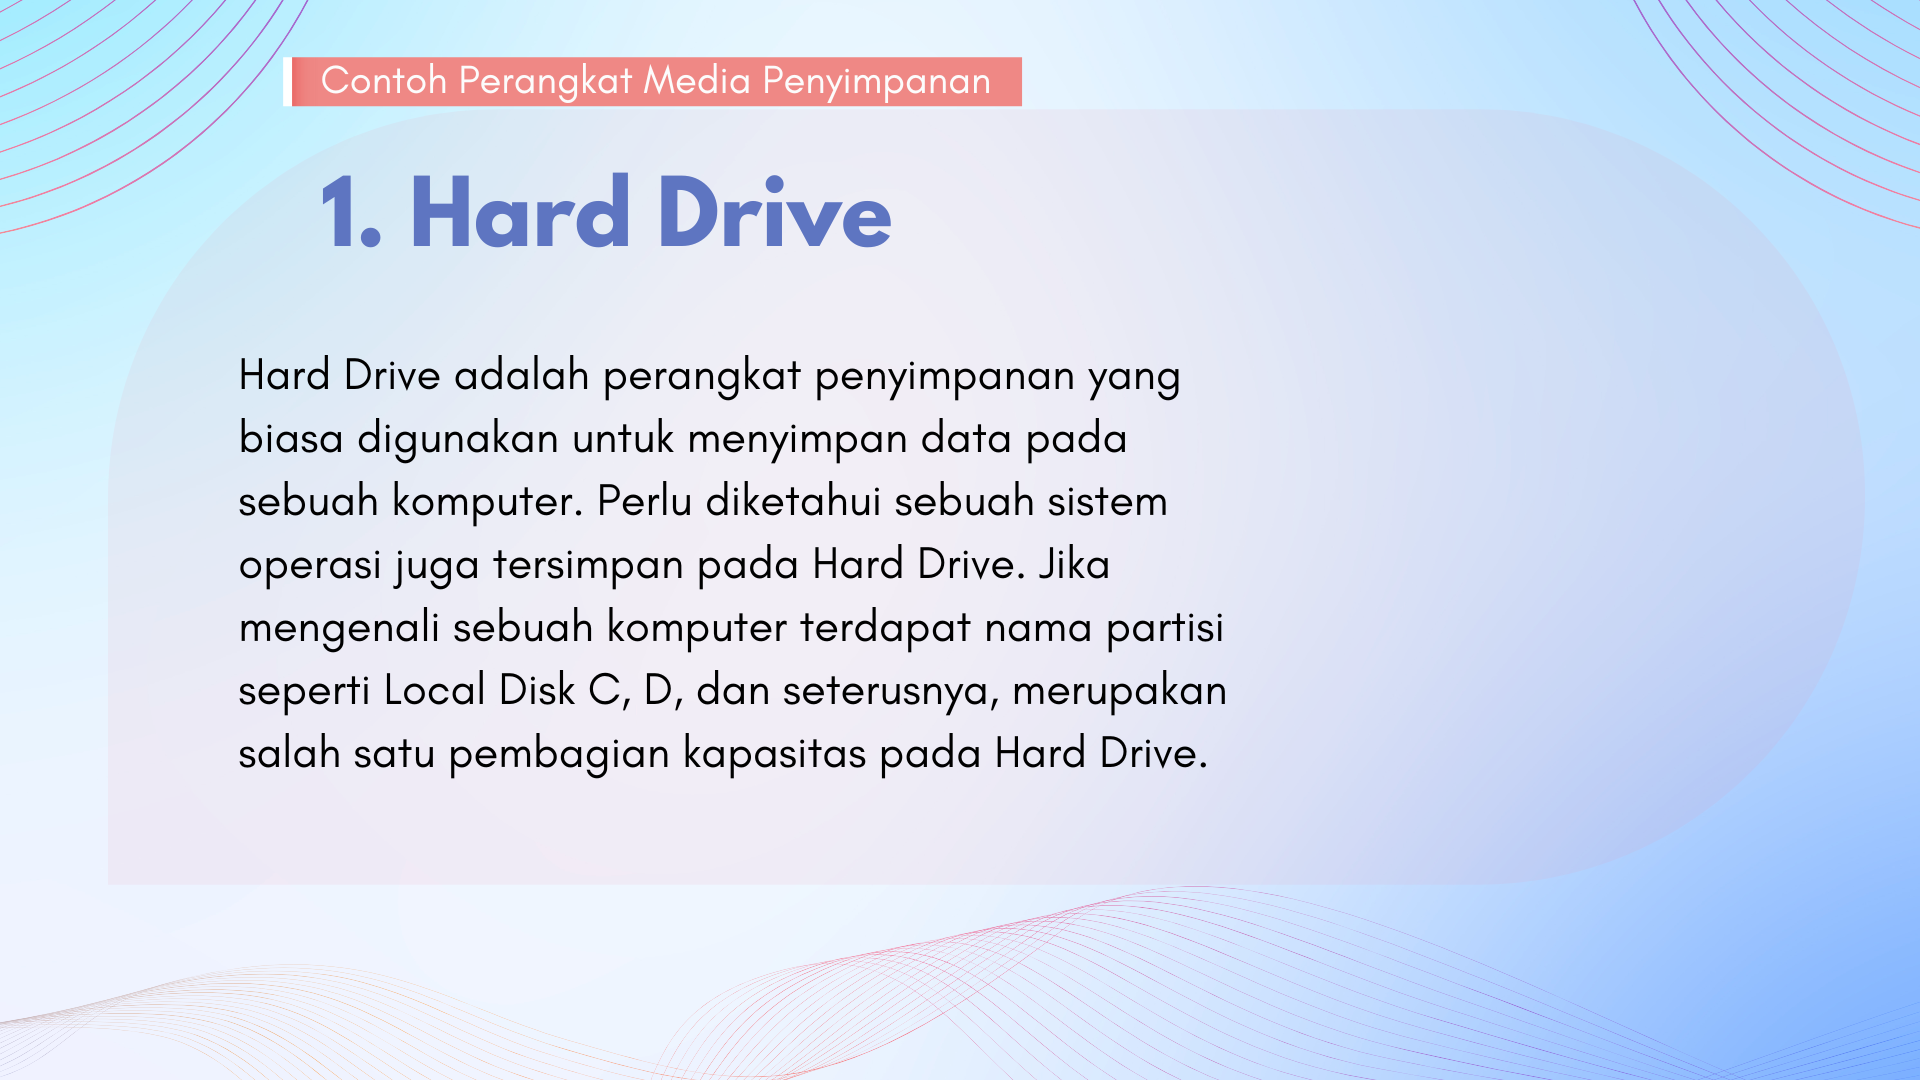 Contoh Perangkat Media Penyimpanan
1. Hard Drive
Hard Drive adalah perangkat penyimpanan yang
biasa digunakan untuk menyimpan data pada
sebuah komputer. Perlu diketahui sebuah sistem
operasi juga tersimpan pada Hard Drive. Jika
mengenali sebuah komputer terdapat nama partisi
seperti Local Disk C, D, dan seterusnya, merupakan
salah satu pembagian kapasitas pada Hard Drive.